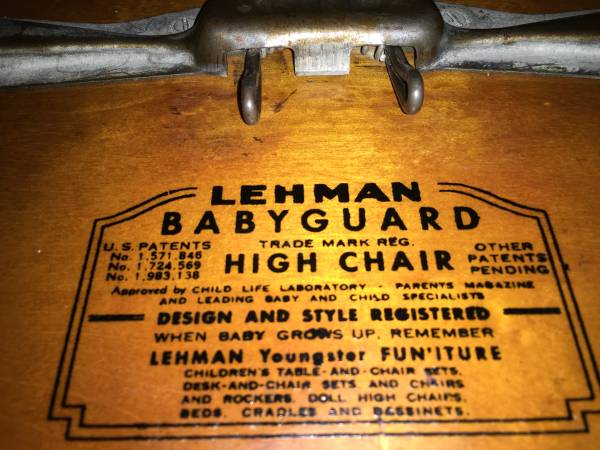 LEHMAN
BABYGUARD
U.S. PATENTS
No. 1,571,846
No. 1,724,569
No. 1,983,138
TRADE MARK REG.
HIGH CHAIR
OTHER
PATENTS
PENDING
Approved by CHILD LIFE LABORATORY - PARENTS MAGAZINE
AND LEADING BABY AND CHILD SPECIALISTS
DESIGN AND STYLE REGISTERED
WHEN BABY GROWS UP, REMEMBER
LEHMAN Youngster FUN'ITURE
CHILDREN'S TABLE-AND-CHAIR SETS,
DESK-AND-CHAIR SETS AND CHAIRS
AND ROCKERS, DOLL HIGH CHAIRS,
BEDS, CRADLES AND BASSINETS.